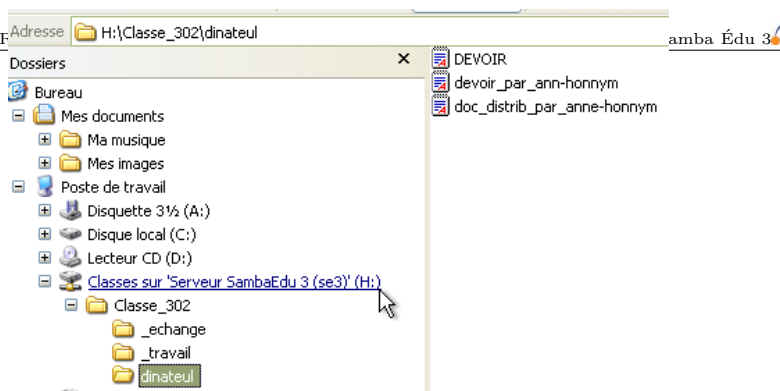 Adresse H:\Classe_302\dinateul
amba Édu 3
Dossiers
Bureau
Mes documents
Ma musique
Mes images
Poste de travail
Disquette 3½ (A:)
Disque local (C:)
Lecteur CD (D:)
Classes sur 'Serveur SambaEdu 3 (se3)' (H:)
Classe_302
_echange
_travail
dinateul
DEVOIR
devoir_par_ann-honnym
doc_distrib_par_anne-honnym